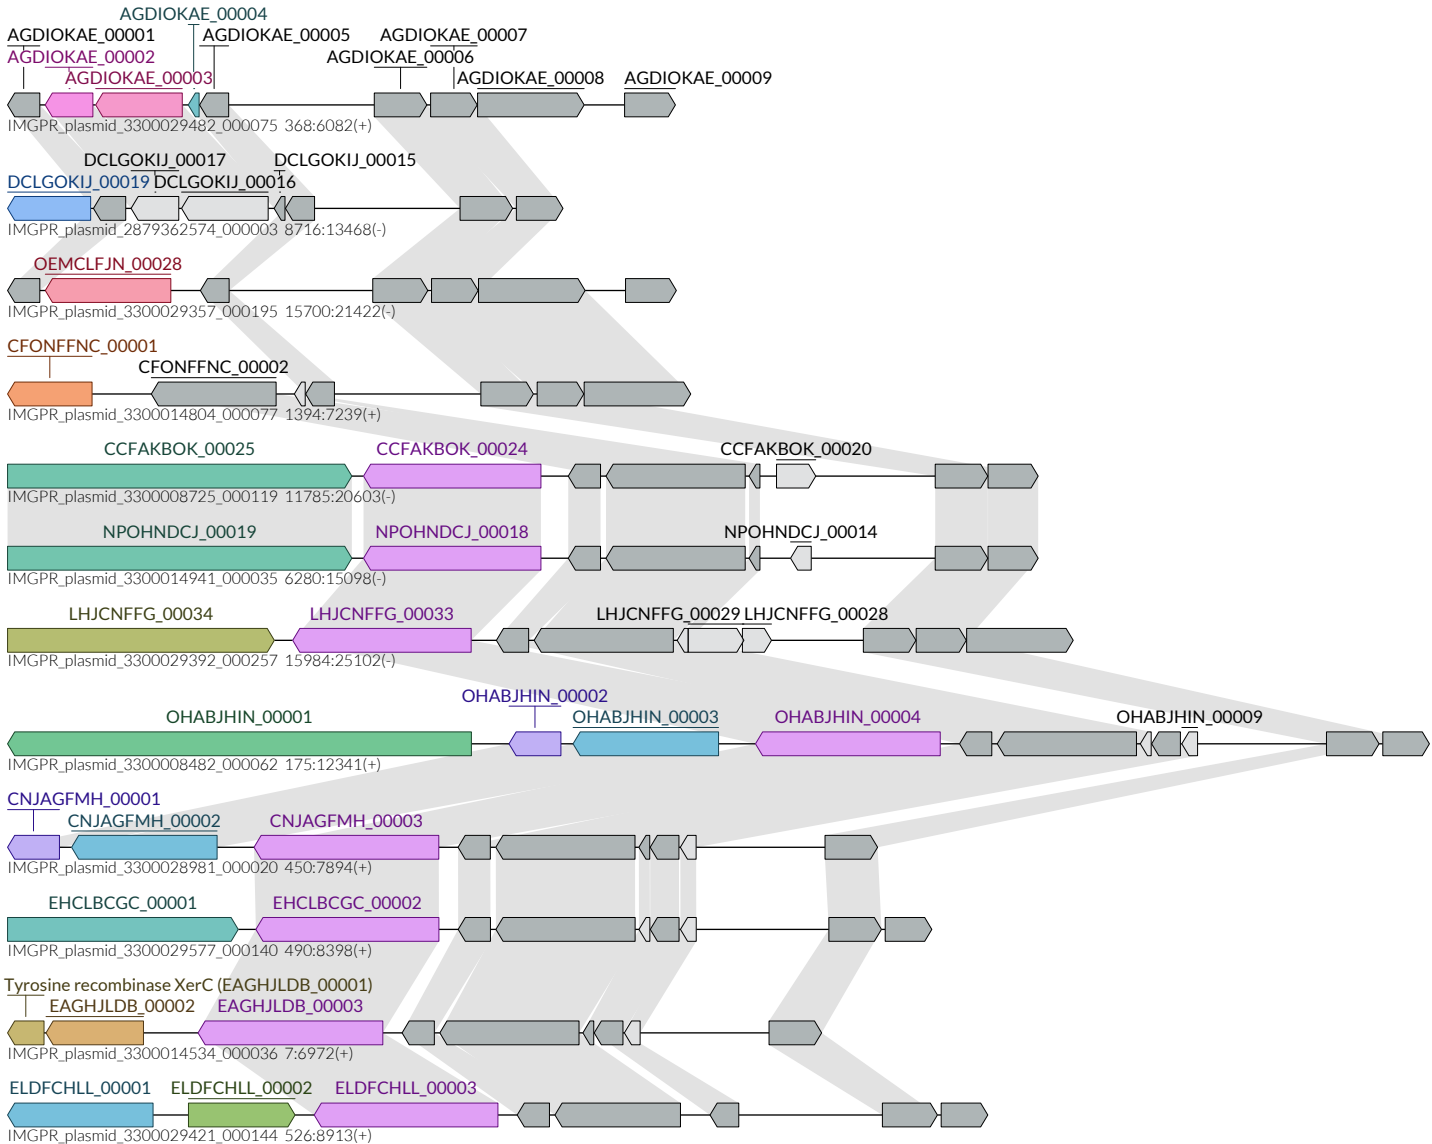 AGDIOKAE_00004
AGDIOKAE_00001 AGDIOKAE_00005 AGDIOKAE_00007
AGDIOKAE_00002 AGDIOKAE_00006
AGDIOKAE_00003 AGDIOKAE_00008 AGDIOKAE_00009
IMGPR_plasmid_3300029482_000075 368:6082(+)
DCLGOKIJ_00017 DCLGOKIJ_00015
DCLGOKIJ_00019 DCLGOKIJ_00016
IMGPR_plasmid_2879362574_000003 8716:13468(-)
OEMCLFJN_00028
IMGPR_plasmid_3300029357_000195 15700:21422(-)
CFONFFNC_00001
CFONFFNC_00002
IMGPR_plasmid_3300014804_000077 1394:7239(+)
CCFAKBOK_00025 CCFAKBOK_00024 CCFAKBOK_00020
IMGPR_plasmid_3300008725_000119 11785:20603(-)
NPOHNDCJ_00019 NPOHNDCJ_00018 NPOHNDCJ_00014
IMGPR_plasmid_3300014941_000035 6280:15098(-)
LHJCNFFG_00034 LHJCNFFG_00033 LHJCNFFG_00029 LHJCNFFG_00028
IMGPR_plasmid_3300029392_000257 15984:25102(-)
OHABJHIN_00002
OHABJHIN_00001 OHABJHIN_00003 OHABJHIN_00004 OHABJHIN_00009
IMGPR_plasmid_3300008482_000062 175:12341(+)
CNJAGFMH_00001
CNJAGFMH_00002 CNJAGFMH_00003
IMGPR_plasmid_3300028981_000020 450:7894(+)
EHCLBCGC_00001 EHCLBCGC_00002
IMGPR_plasmid_3300029577_000140 490:8398(+)
Tyrosine recombinase XerC (EAGHJLDB_00001)
EAGHJLDB_00002 EAGHJLDB_00003
IMGPR_plasmid_3300014534_000036 7:6972(+)
ELDFCHLL_00001 ELDFCHLL_00002 ELDFCHLL_00003
IMGPR_plasmid_3300029421_000144 526:8913(+)